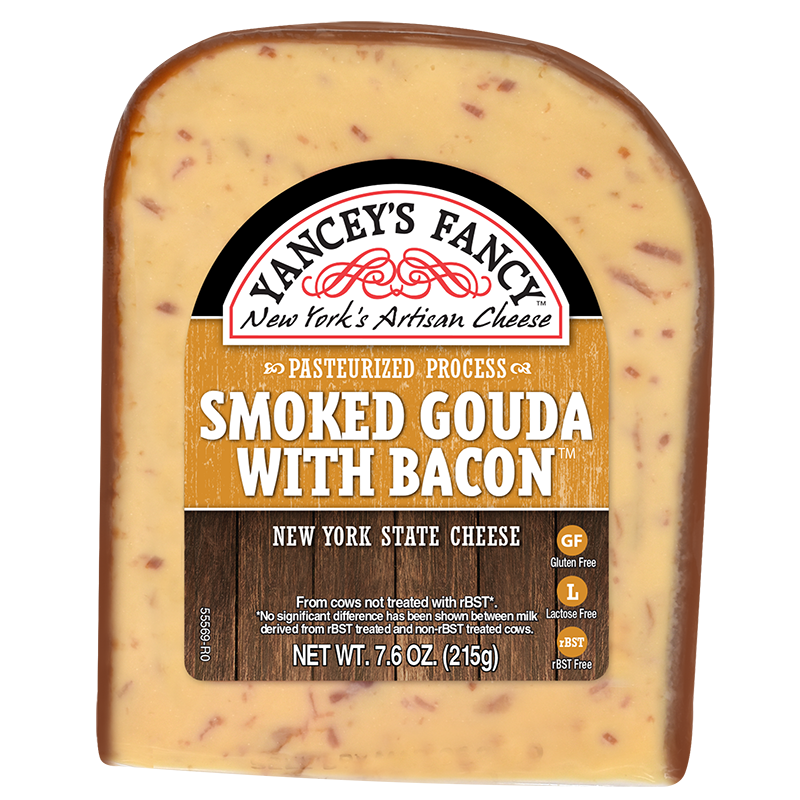 YANCEY'S FANCY™
New York's Artisan Cheese
PASTEURIZED PROCESS
SMOKED GOUDA
WITH BACON™
NEW YORK STATE CHEESE
GF
Gluten Free
L
Lactose Free
rBST
rBST Free
From cows not treated with rBST*.
*No significant difference has been shown between milk
derived from rBST treated and non-rBST treated cows.
NET WT. 7.6 OZ. (215g)
55569-R0